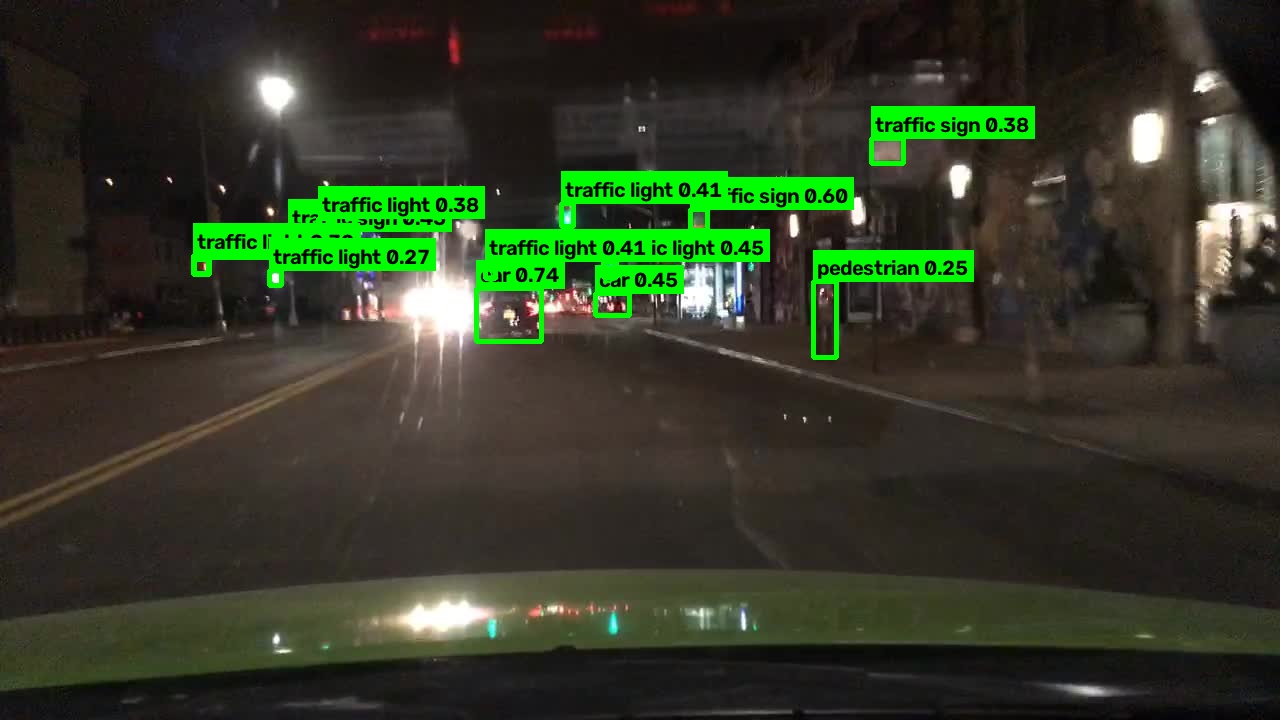 traffic sign 0.38
traffic light 0.41
fic sign 0.60
traffic light 0.38
traffic light 0.41
ic light 0.45
traffic light 0.27
car 0.74
car 0.45
pedestrian 0.25